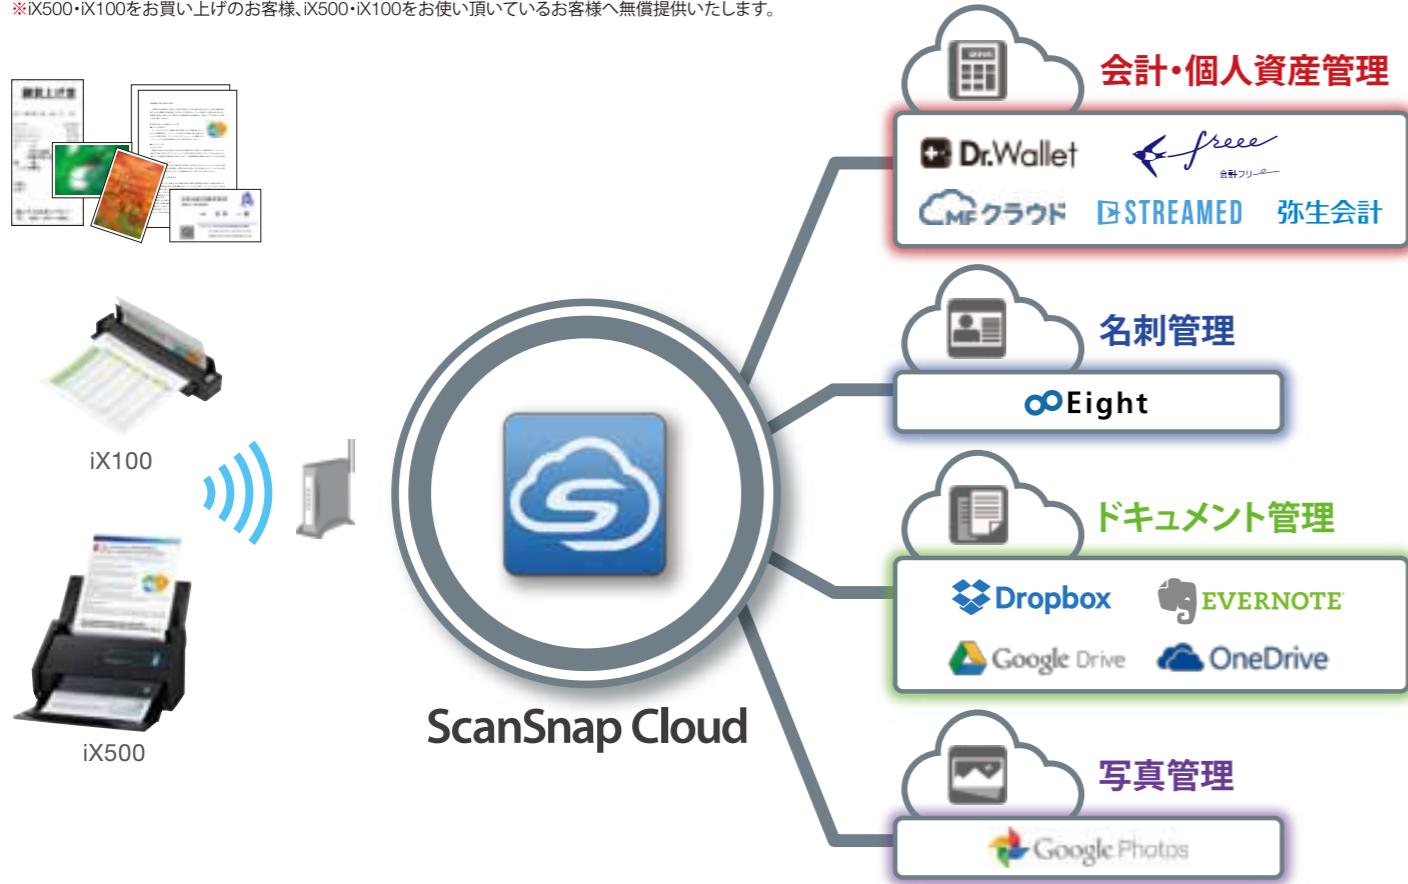 ※iX500・iX100をお買い上げのお客様、iX500・iX100をお使い頂いているお客様へ無償提供いたします。
会計・個人資産管理
Dr.Wallet
freee
会計フリー
MFクラウド
STREAMED
弥生会計
名刺管理
Eight
iX100
ドキュメント管理
Dropbox
EVERNOTE
Google Drive
OneDrive
ScanSnap Cloud
iX500
写真管理
Google Photos